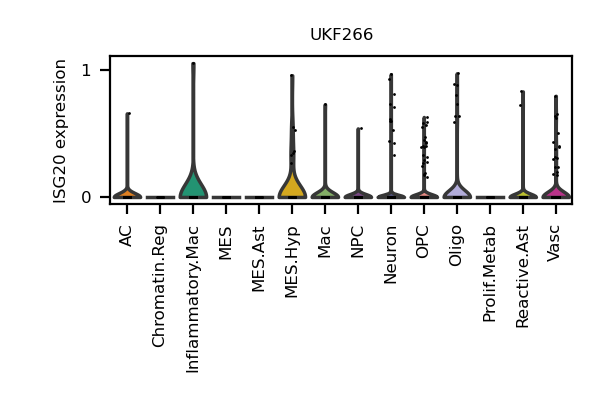 UKF266
ISG20 expression
1
0
AC
Chromatin.Reg
Inflammatory.Mac
MES
MES.Ast
MES.Hyp
Mac
NPC
Neuron
OPC
Oligo
Prolif.Metab
Reactive.Ast
Vasc